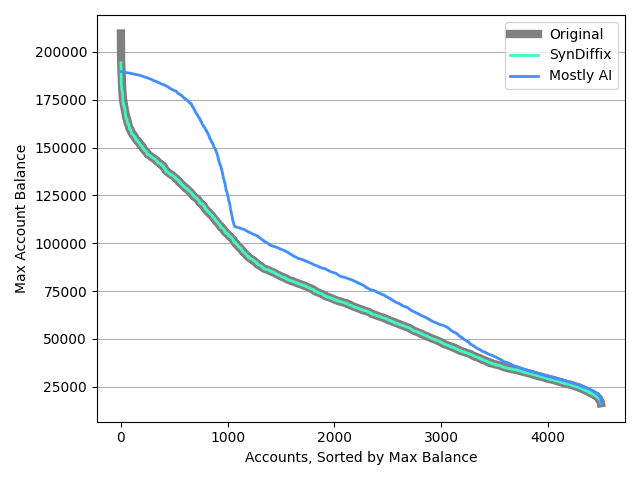 Original
SynDiffix
Mostly AI
200000
175000
150000
125000
100000
75000
50000
25000
Max Account Balance
0 1000 2000 3000 4000
Accounts, Sorted by Max Balance